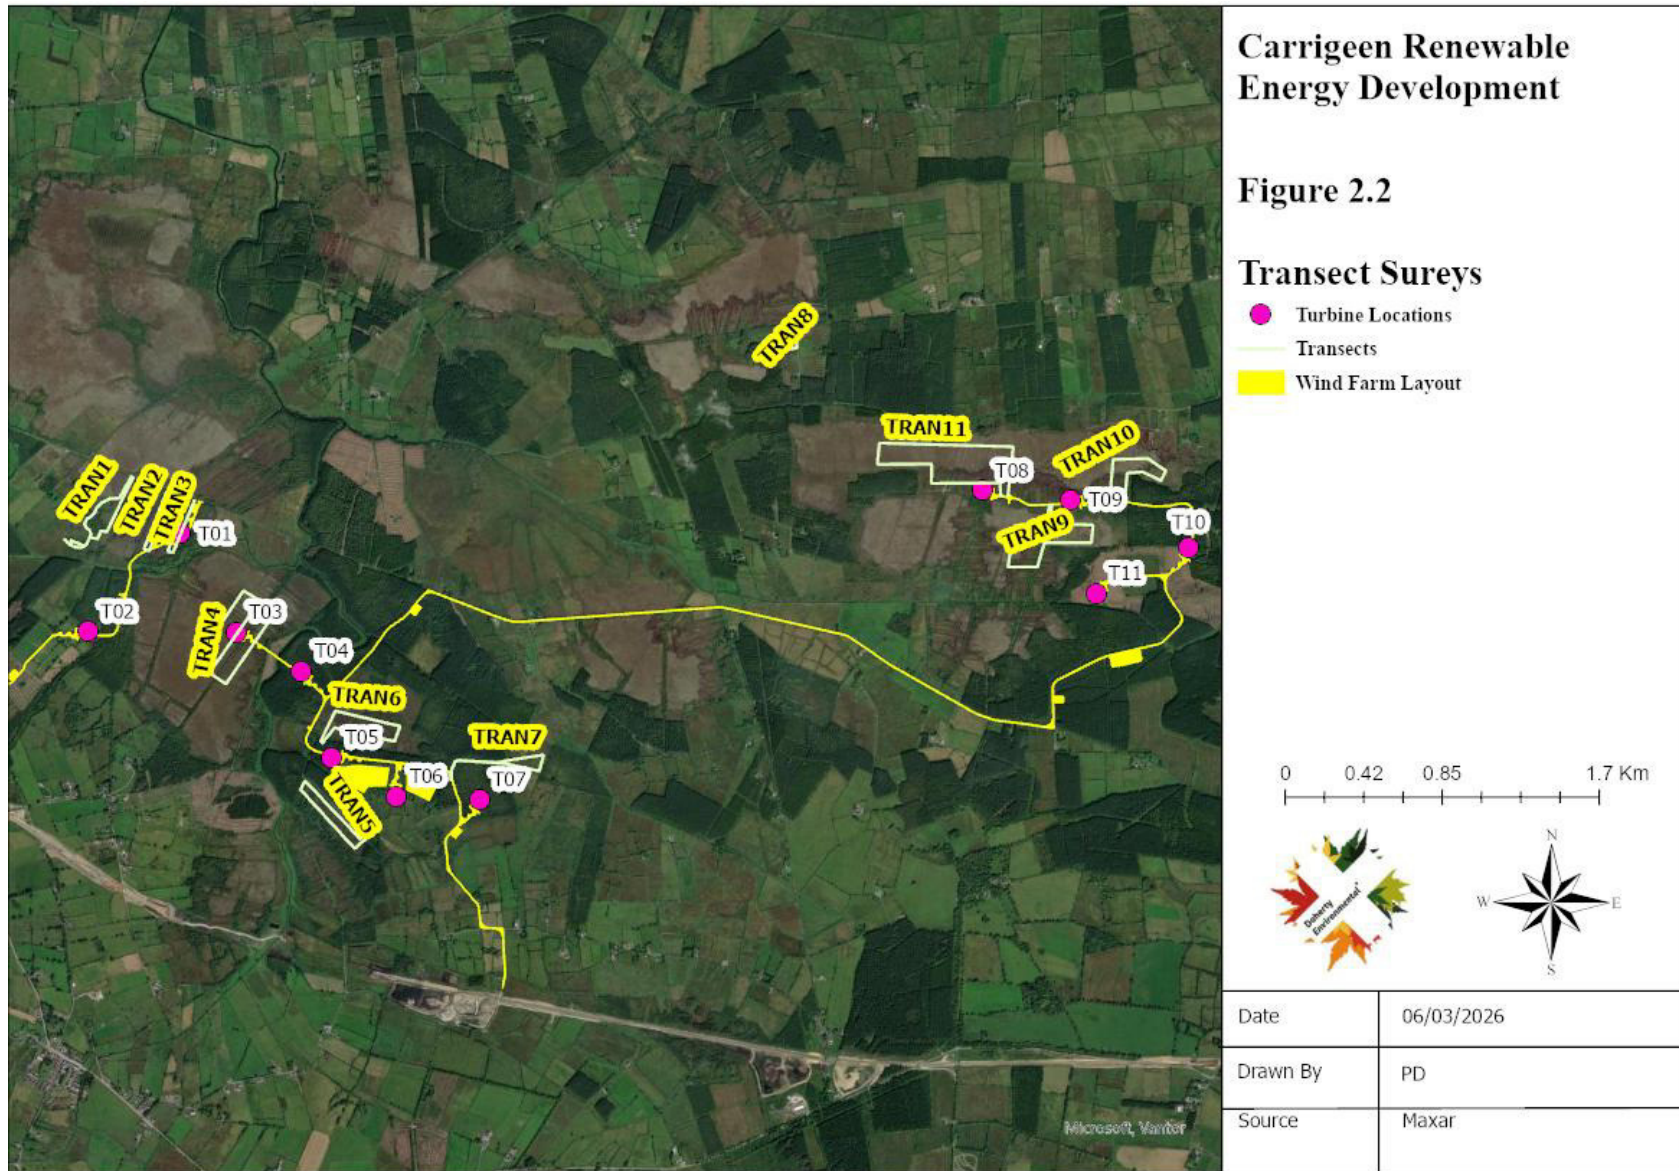 Carrigeen Renewable
Energy Development
Figure 2.2
Transect Sureys
Turbine Locations
Transects
Wind Farm Layout
TRAN8
TRAN11
TRAN10
T08
T09
TRAN9
T10
T11
TRAN1
TRAN2
TRAN3
T01
T02
TRAN4
T03
T04
TRAN6
T05
TRAN7
T06
T07
TRAN5
0 0.42 0.85 1.7 Km
Doherty
Environmental
N
W E
S
Date 06/03/2026
Drawn By PD
Source Maxar
Microsoft, Vantor